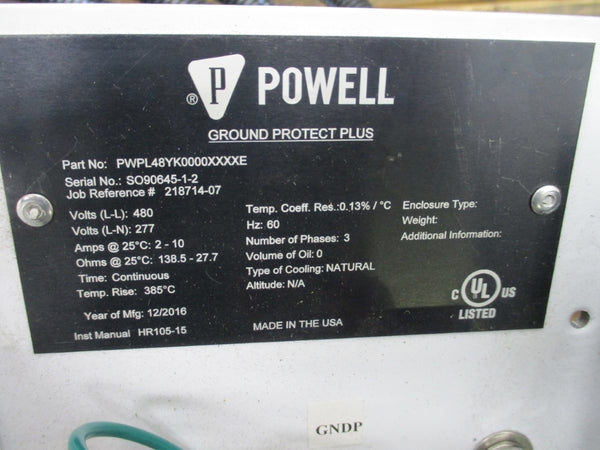 P
®
POWELL
GROUND PROTECT PLUS
Part No: PWPL48YK0000XXXXE
Serial No.: SO90645-1-2
Job Reference # 218714-07
Volts (L-L): 480
Volts (L-N): 277
Amps @ 25°C: 2 - 10
Ohms @ 25°C: 138.5 - 27.7
Time: Continuous
Temp. Rise: 385°C
Year of Mfg: 12/2016
Inst Manual HR105-15
Temp. Coeff. Res.:0.13% / °C
Hz: 60
Number of Phases: 3
Volume of Oil: 0
Type of Cooling: NATURAL
Altitude: N/A
MADE IN THE USA
Enclosure Type:
Weight:
Additional Information:
C UL US
LISTED
GNDP